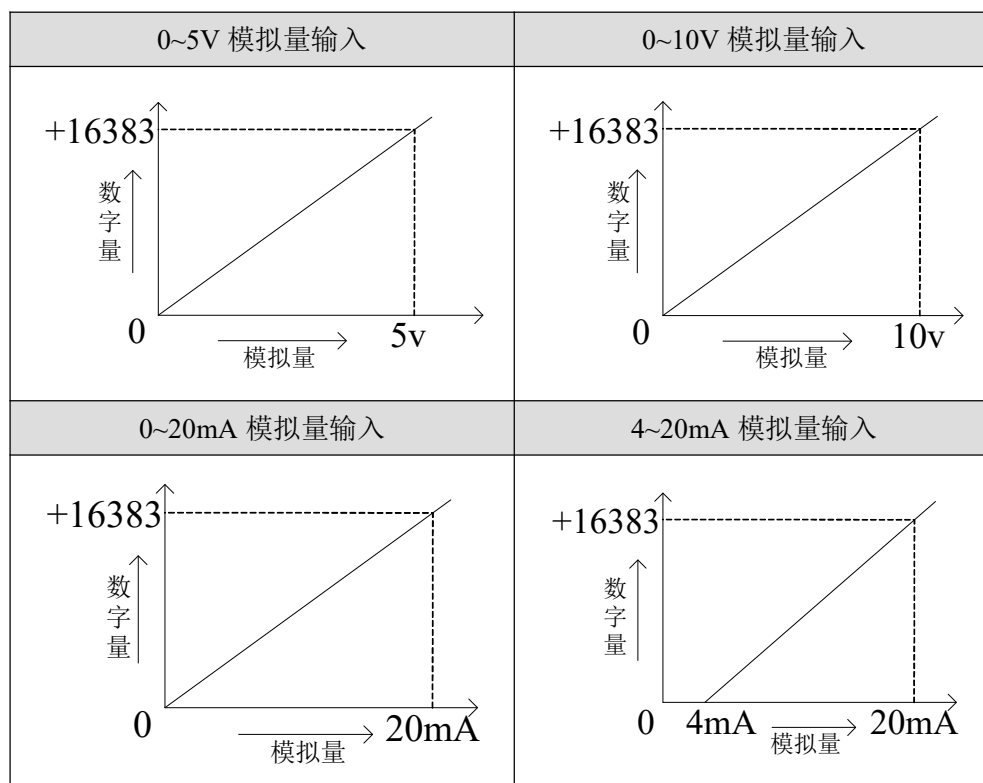 0~5V 模拟量输入
0~10V 模拟量输入
+16383
数字量
0
5v
模拟量
+16383
数字量
0
10v
模拟量
0~20mA 模拟量输入
4~20mA 模拟量输入
+16383
数字量
0
20mA
模拟量
+16383
数字量
0
4mA
20mA
模拟量